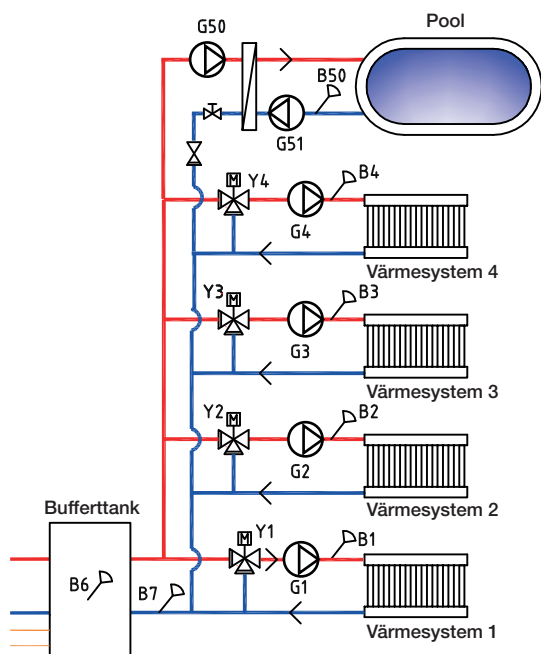 Pool
G50
B50
G51
M
Y4
B4
G4
Värmesystem 4
Y3
M
B3
G3
Värmesystem 3
Y2
M
B2
G2
Värmesystem 2
Bufferttank
M
Y1
B1
G1
B6
B7
Värmesystem 1